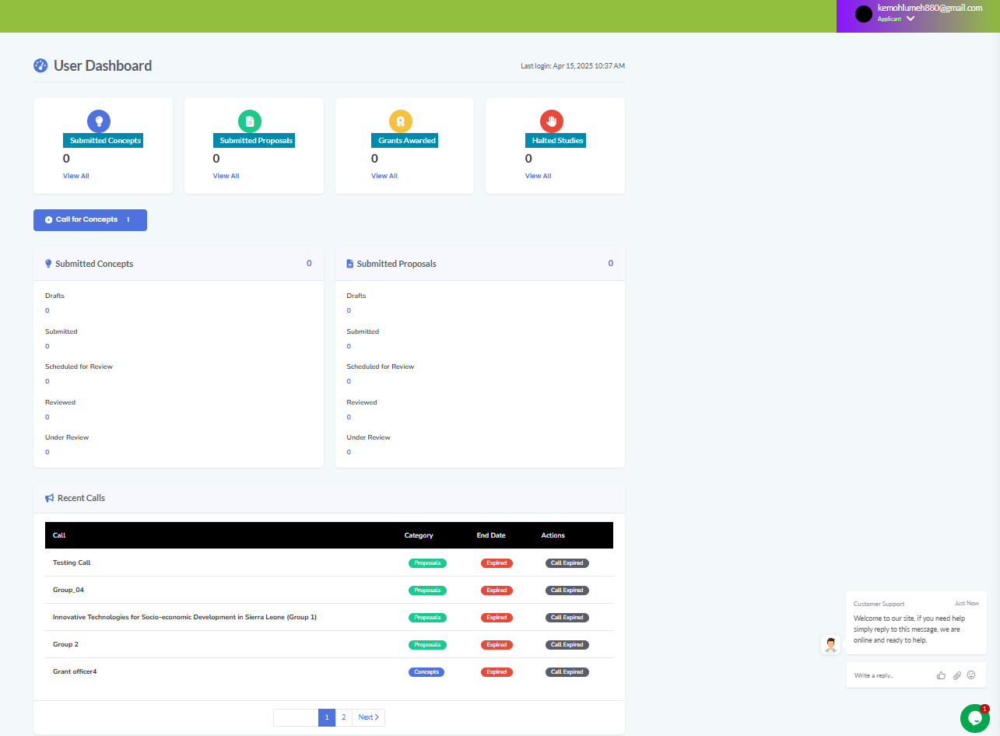 kemohlumeh880@gmail.com
Applicant
User Dashboard
Last login: Apr 15, 2025 10:37 AM
Submitted Concepts
0
View All
Submitted Proposals
0
View All
Grants Awarded
0
View All
Halted Studies
0
View All
Call for Concepts 1
Submitted Concepts 0
Drafts
0
Submitted
0
Scheduled for Review
0
Reviewed
0
Under Review
0
Submitted Proposals 0
Drafts
0
Submitted
0
Scheduled for Review
0
Reviewed
0
Under Review
0
Recent Calls
Call Category End Date Actions
Testing Call Proposals Expired Call Expired
Group_04 Proposals Expired Call Expired
Innovative Technologies for Socio-economic Development in Sierra Leone (Group 1) Proposals Expired Call Expired
Group 2 Proposals Expired Call Expired
Grant officer4 Concepts Expired Call Expired
1 2 Next
Customer Support Just Now
Welcome to our site, if you need help
simply reply to this message, we are
online and ready to help.
Write a reply..
1